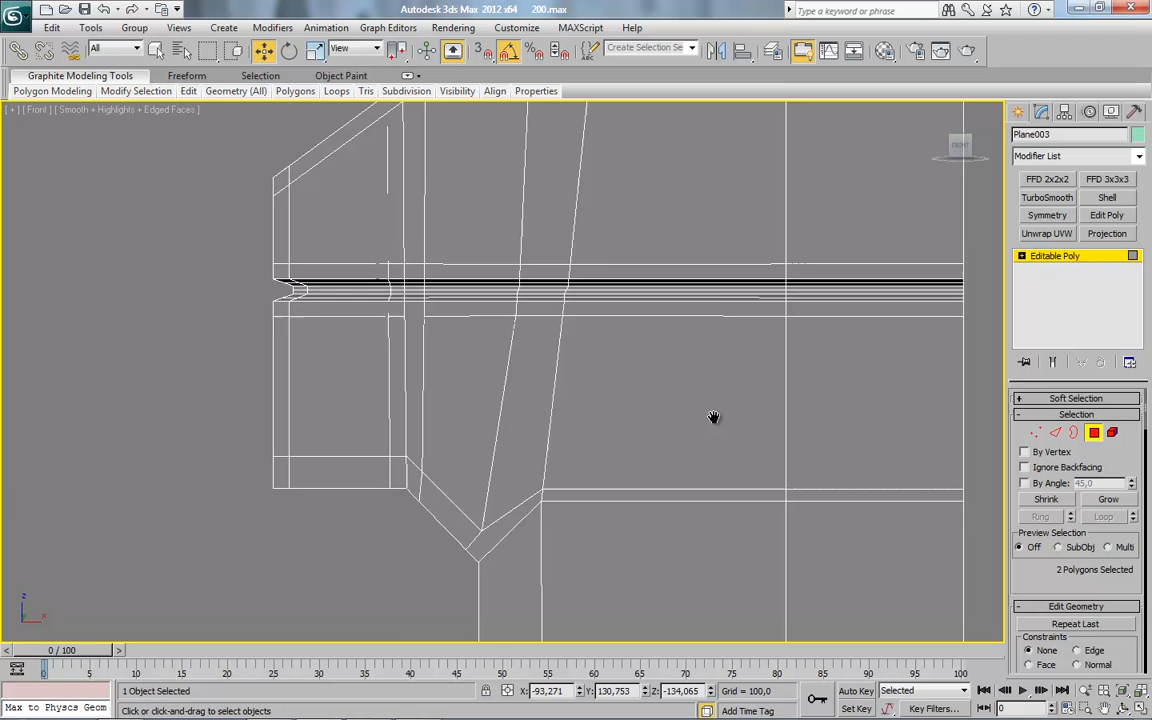 Autodesk 3ds Max 2012 x64    200.max
Type a keyword or phrase
Edit Tools Group Views Create Modifiers Animation Graph Editors Rendering Customize MAXScript Help
All View Create Selection Se
Graphite Modeling Tools Freeform Selection Object Paint
Polygon Modeling Modify Selection Edit Geometry (All) Polygons Loops Tris Subdivision Visibility Align Properties
[ + ] [ Front ] [ Smooth + Highlights + Edged Faces ]
FRONT
Plane003
Modifier List
FFD 2x2x2 FFD 3x3x3
TurboSmooth Shell
Symmetry Edit Poly
Unwrap UVW Projection
Editable Poly
+ Soft Selection
- Selection
By Vertex
Ignore Backfacing
By Angle: 45,0
Shrink Grow
Ring Loop
Preview Selection
Off SubObj Multi
2 Polygons Selected
- Edit Geometry
Repeat Last
Constraints
None Edge
Face Normal
z
x
< 0 / 100 >
0 5 10 15 20 25 30 35 40 45 50 55 60 65 70 75 80 85 90 95 100
1 Object Selected X: -93,271 Y: 130,753 Z: -134,065 Grid = 100,0 Auto Key Selected
Max to Physcs Geom Click or click-and-drag to select objects Add Time Tag Set Key Key Filters... 0